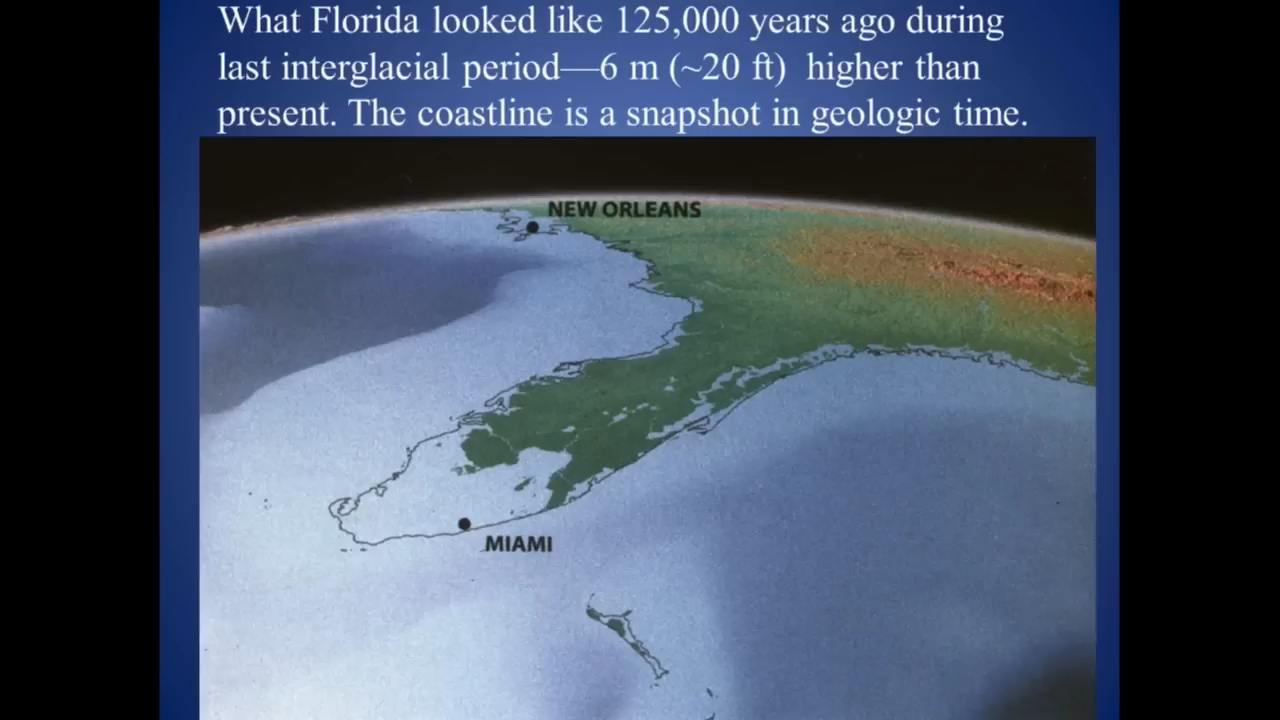 What Florida looked like 125,000 years ago during
last interglacial period—6 m (~20 ft) higher than
present. The coastline is a snapshot in geologic time.
NEW ORLEANS
MIAMI